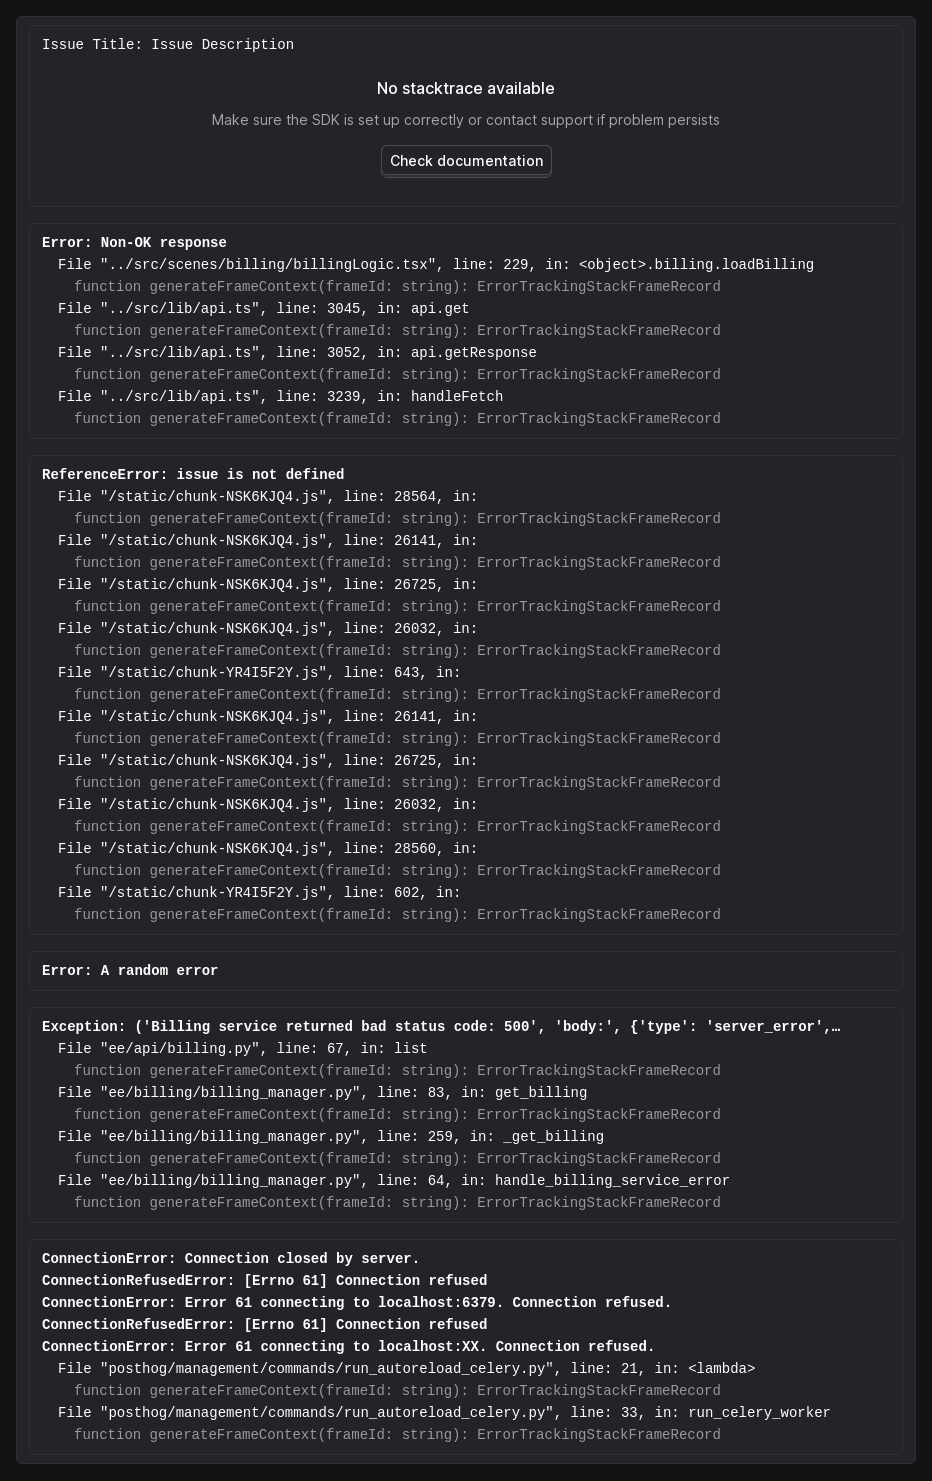 Issue Title: Issue Description
No stacktrace available
Make sure the SDK is set up correctly or contact support if problem persists
Check documentation
Error: Non-OK response
File "../src/scenes/billing/billingLogic.tsx", line: 229, in: <object>.billing.loadBilling
function generateFrameContext(frameId: string): ErrorTrackingStackFrameRecord
File "../src/lib/api.ts", line: 3045, in: api.get
function generateFrameContext(frameId: string): ErrorTrackingStackFrameRecord
File "../src/lib/api.ts", line: 3052, in: api.getResponse
function generateFrameContext(frameId: string): ErrorTrackingStackFrameRecord
File "../src/lib/api.ts", line: 3239, in: handleFetch
function generateFrameContext(frameId: string): ErrorTrackingStackFrameRecord
ReferenceError: issue is not defined
File "/static/chunk-NSK6KJQ4.js", line: 28564, in:
function generateFrameContext(frameId: string): ErrorTrackingStackFrameRecord
File "/static/chunk-NSK6KJQ4.js", line: 26141, in:
function generateFrameContext(frameId: string): ErrorTrackingStackFrameRecord
File "/static/chunk-NSK6KJQ4.js", line: 26725, in:
function generateFrameContext(frameId: string): ErrorTrackingStackFrameRecord
File "/static/chunk-NSK6KJQ4.js", line: 26032, in:
function generateFrameContext(frameId: string): ErrorTrackingStackFrameRecord
File "/static/chunk-YR4I5F2Y.js", line: 643, in:
function generateFrameContext(frameId: string): ErrorTrackingStackFrameRecord
File "/static/chunk-NSK6KJQ4.js", line: 26141, in:
function generateFrameContext(frameId: string): ErrorTrackingStackFrameRecord
File "/static/chunk-NSK6KJQ4.js", line: 26725, in:
function generateFrameContext(frameId: string): ErrorTrackingStackFrameRecord
File "/static/chunk-NSK6KJQ4.js", line: 26032, in:
function generateFrameContext(frameId: string): ErrorTrackingStackFrameRecord
File "/static/chunk-NSK6KJQ4.js", line: 28560, in:
function generateFrameContext(frameId: string): ErrorTrackingStackFrameRecord
File "/static/chunk-YR4I5F2Y.js", line: 602, in:
function generateFrameContext(frameId: string): ErrorTrackingStackFrameRecord
Error: A random error
Exception: ('Billing service returned bad status code: 500', 'body:', {'type': 'server_error',…
File "ee/api/billing.py", line: 67, in: list
function generateFrameContext(frameId: string): ErrorTrackingStackFrameRecord
File "ee/billing/billing_manager.py", line: 83, in: get_billing
function generateFrameContext(frameId: string): ErrorTrackingStackFrameRecord
File "ee/billing/billing_manager.py", line: 259, in: _get_billing
function generateFrameContext(frameId: string): ErrorTrackingStackFrameRecord
File "ee/billing/billing_manager.py", line: 64, in: handle_billing_service_error
function generateFrameContext(frameId: string): ErrorTrackingStackFrameRecord
ConnectionError: Connection closed by server.
ConnectionRefusedError: [Errno 61] Connection refused
ConnectionError: Error 61 connecting to localhost:6379. Connection refused.
ConnectionRefusedError: [Errno 61] Connection refused
ConnectionError: Error 61 connecting to localhost:XX. Connection refused.
File "posthog/management/commands/run_autoreload_celery.py", line: 21, in: <lambda>
function generateFrameContext(frameId: string): ErrorTrackingStackFrameRecord
File "posthog/management/commands/run_autoreload_celery.py", line: 33, in: run_celery_worker
function generateFrameContext(frameId: string): ErrorTrackingStackFrameRecord